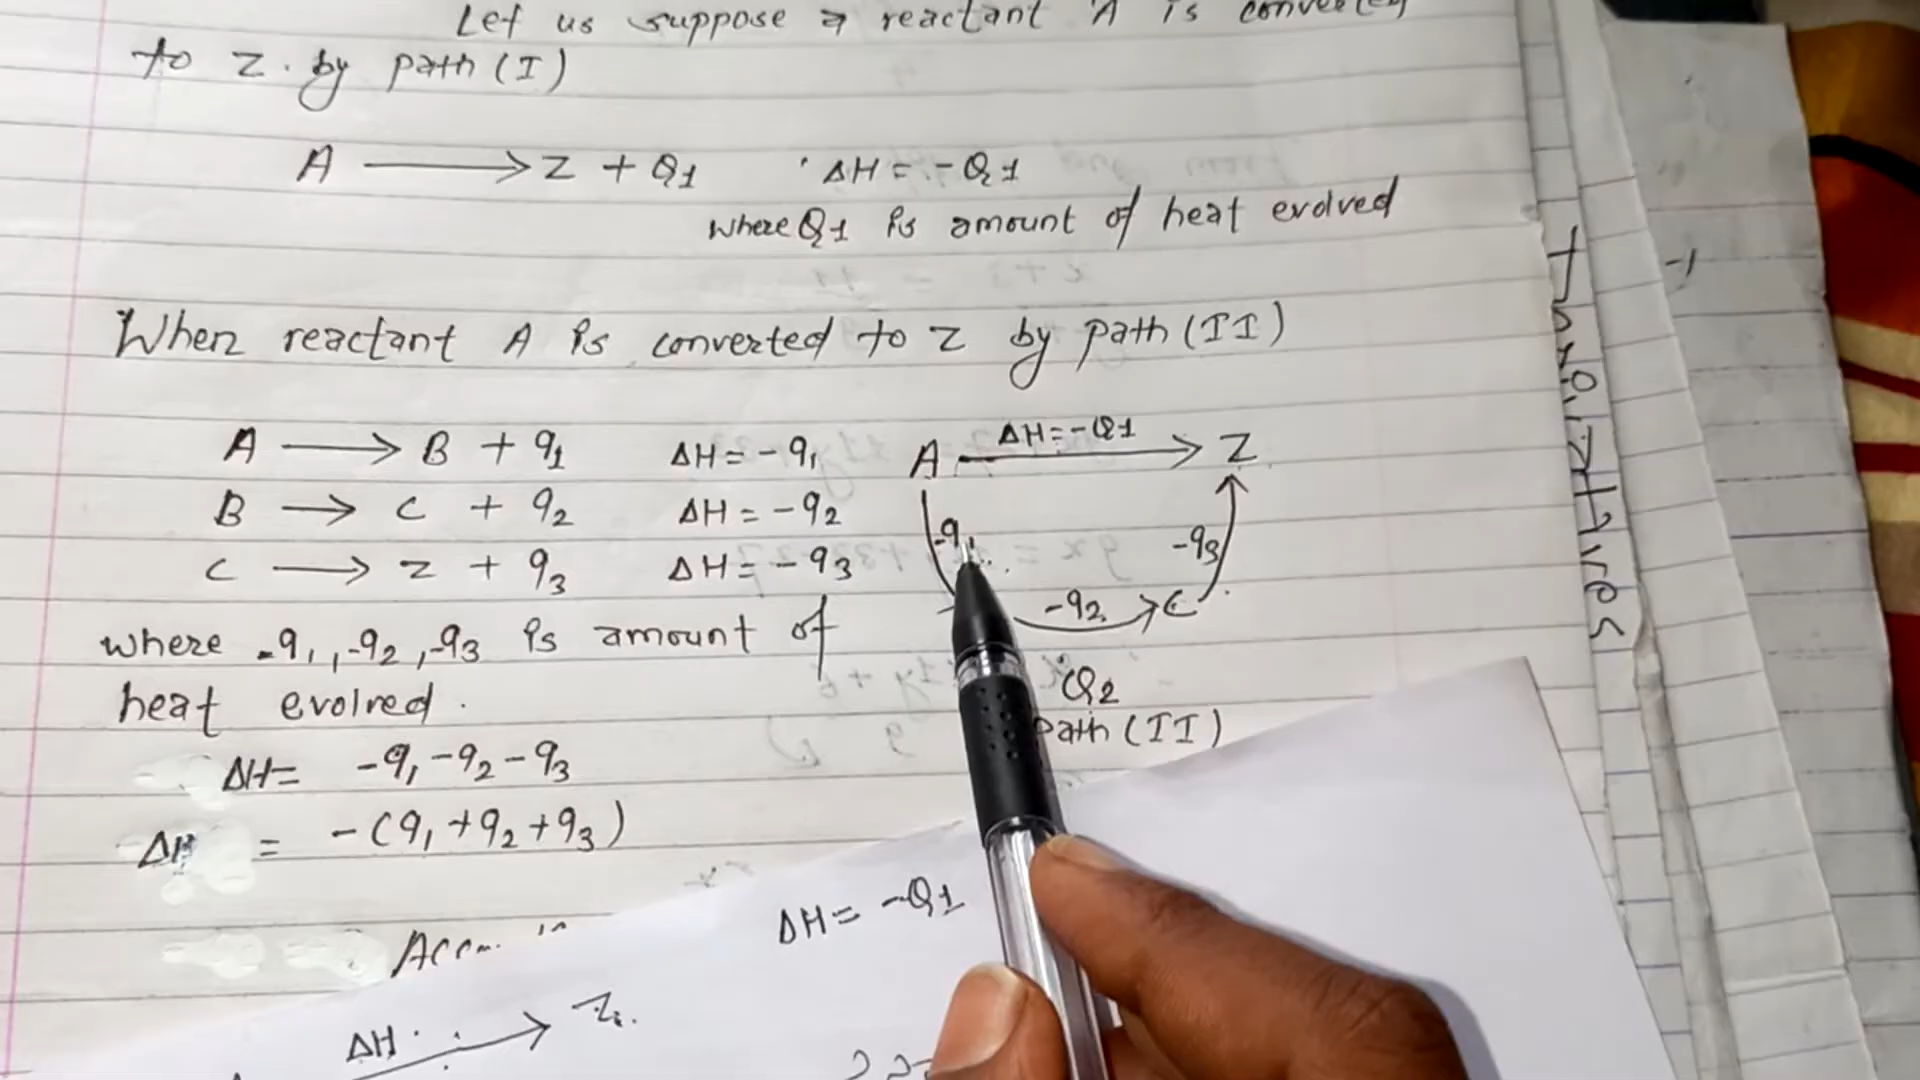 Let us suppose a reactant A is converted
to Z. by path (I)
A ⟶ Z + Q1 ΔH = -Q1
where Q1 is amount of heat evolved
When reactant A is converted to Z by path (II)
A ⟶ B + q1 ΔH = -q1
B ⟶ C + q2 ΔH = -q2
C ⟶ Z + q3 ΔH = -q3
where -q1, -q2, -q3 is amount of
heat evolved.
ΔH = -q1 -q2 -q3
ΔH = -(q1 + q2 + q3)
A ΔH=-Q1 ⟶ Z
-q1 -q3
-q2 ⟶ C
Q2
path (II)
ΔH = -Q1
ΔH ⟶ Z